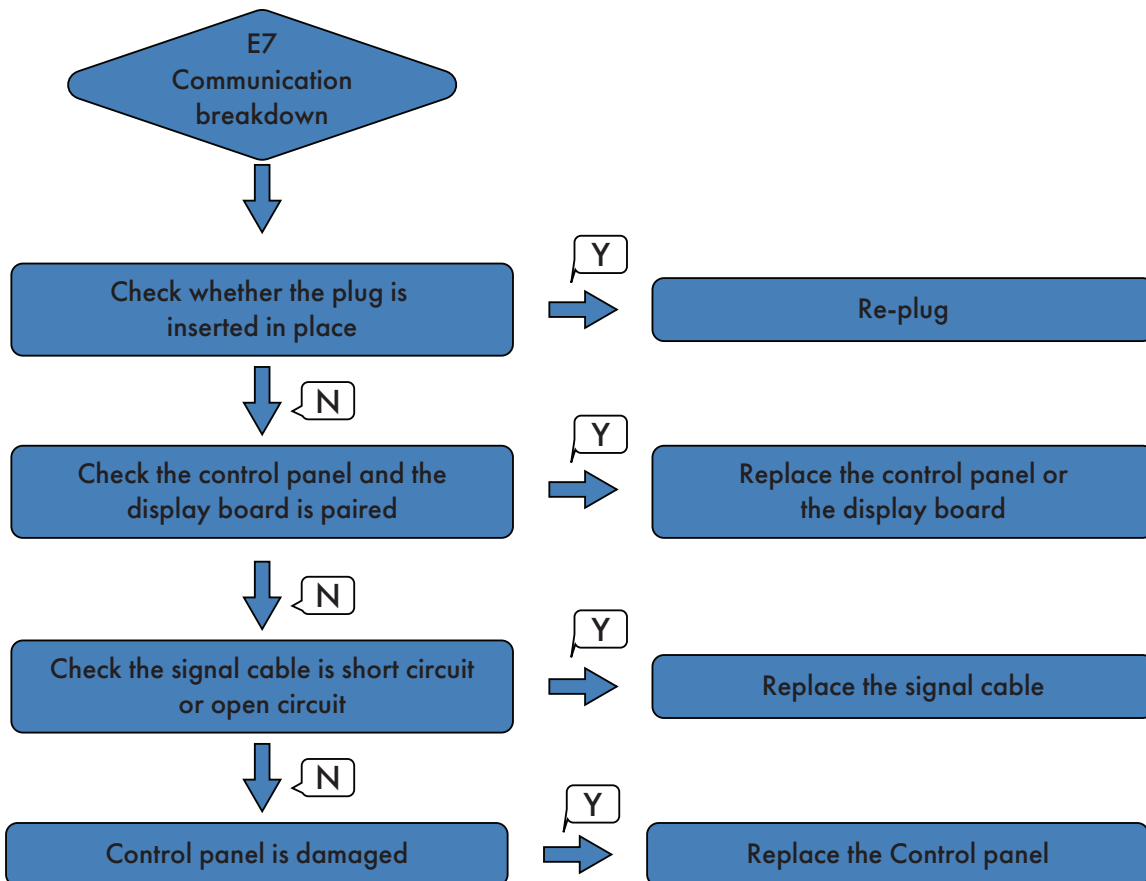 E7
Communication
breakdown
Y
Check whether the plug is
inserted in place
Re-plug
N
Y
Check the control panel and the
display board is paired
Replace the control panel or
the display board
N
Y
Check the signal cable is short circuit
or open circuit
Replace the signal cable
N
Y
Control panel is damaged
Replace the Control panel